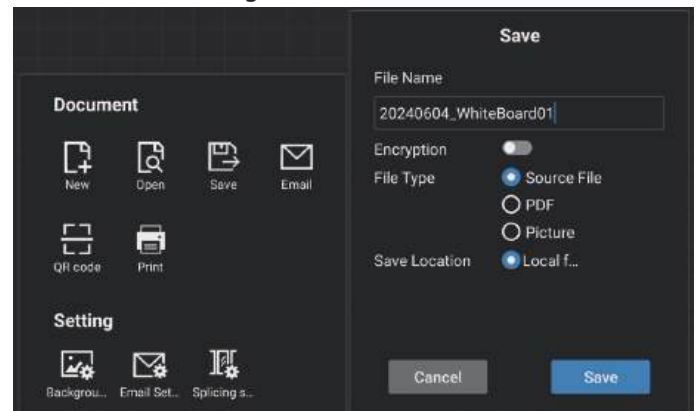 Document
New Open Save Email
QR code Print
Setting
Backgrou... Email Set.. Splicing s...
Save
File Name
20240604_WhiteBoard01
Encryption
File Type Source File
PDF
Picture
Save Location Local f...
Cancel Save